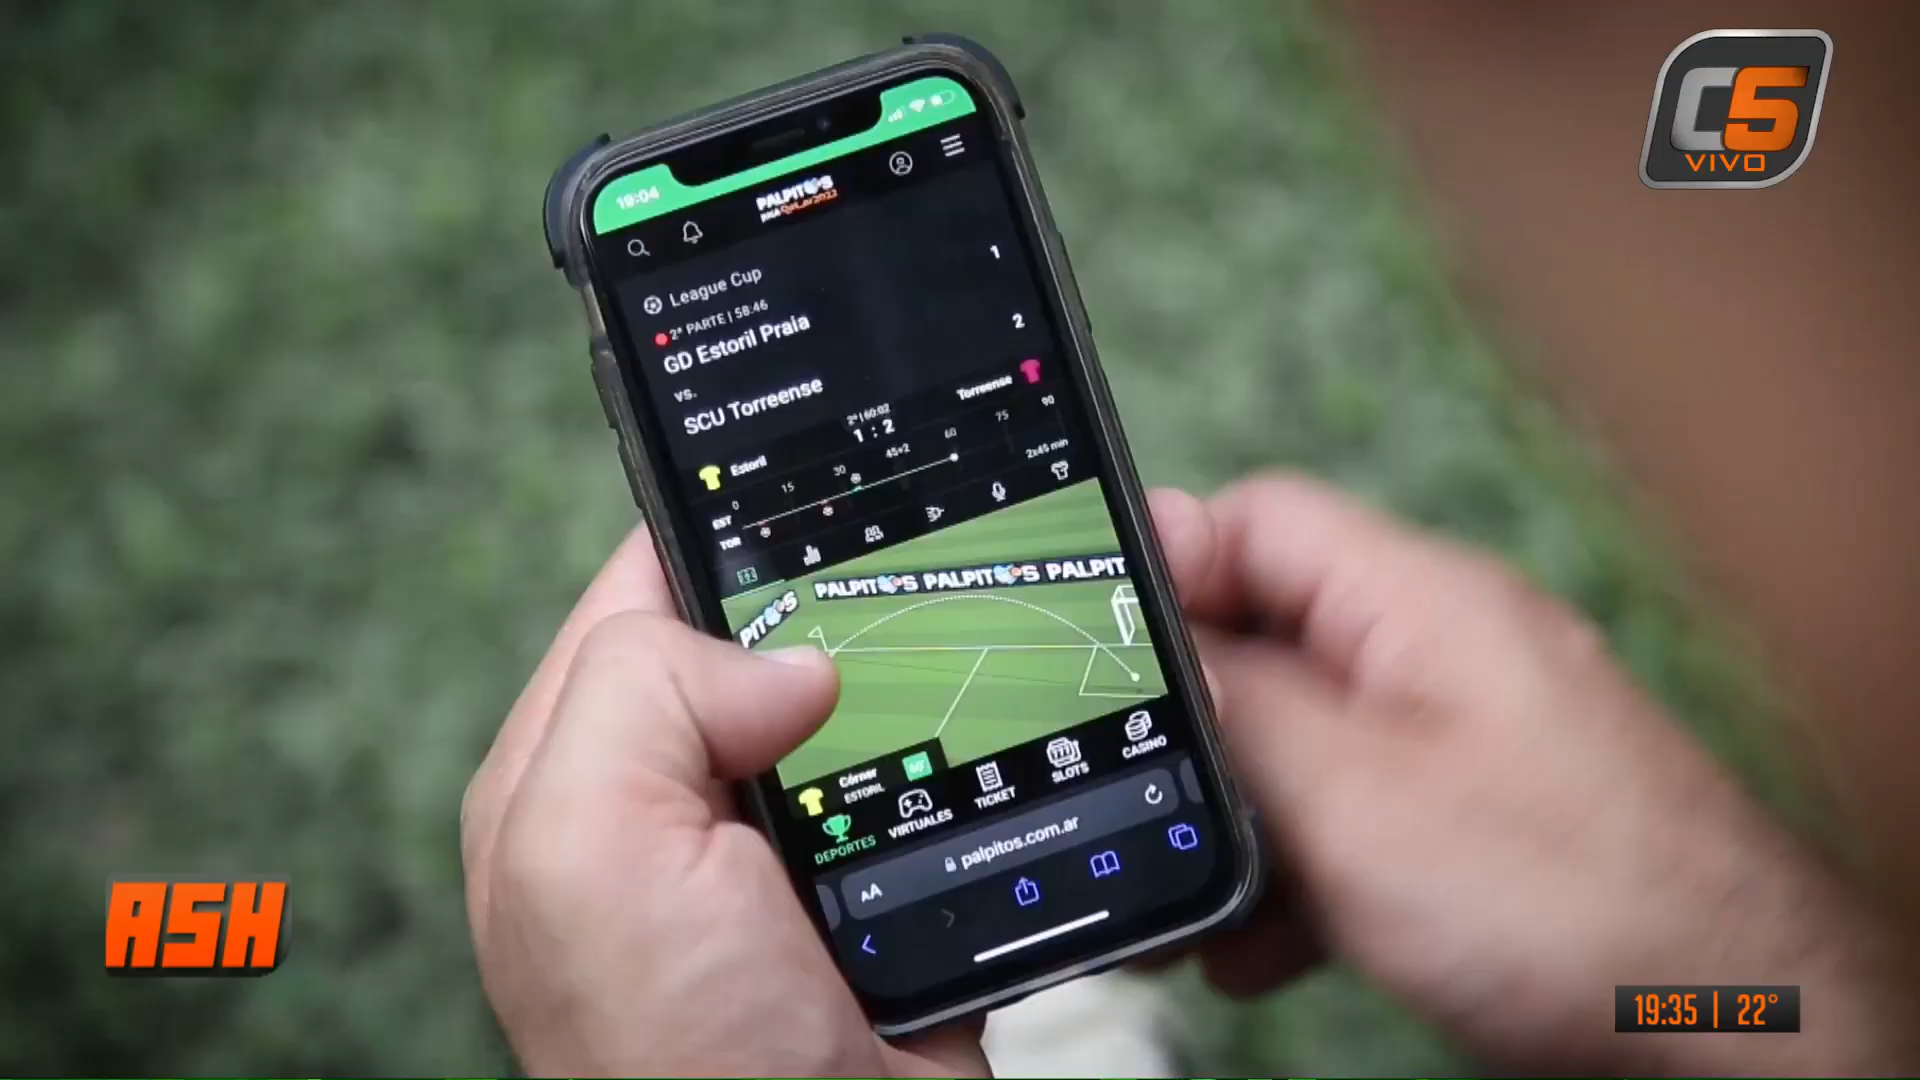 C5
VIVO
19:04
PALPITOS
League Cup
1
2ª PARTE | 58:46
GD Estoril Praia
2
vs.
SCU Torreense
Torreense
2ª | 60:02
1 : 2
Estoril
0 15 30 45+2 60 75 90
2x45 min
EST
TOR
PALPITOS PALPITOS PALPIT
PITOS
Córner
ESTORIL
DEPORTES
VIRTUALES
TICKET
SLOTS
CASINO
AA palpitos.com.ar
ASH
19:35 | 22°